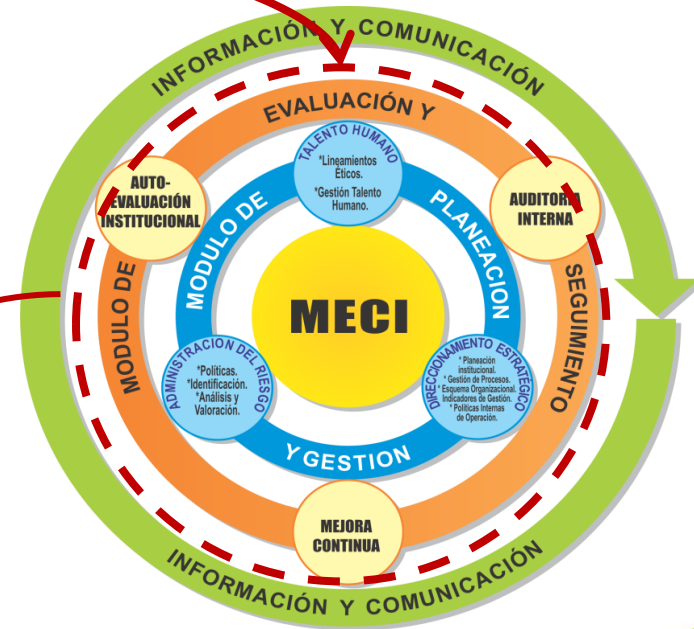 INFORMACIÓN Y COMUNICACIÓN
EVALUACIÓN Y
TALENTO HUMANO
*Lineamientos
Éticos.
*Gestión Talento
Humano.
AUTO-
EVALUACIÓN
INSTITUCIONAL
AUDITORIA
INTERNA
MODULO DE
PLANEACION
MECI
MODULO DE
SEGUIMIENTO
ADMINISTRACION DEL RIESGO
*Políticas.
*Identificación.
*Análisis y
Valoración.
DIRECCIONAMIENTO ESTRATÉGICO
* Planeación
institucional.
* Gestión de Procesos.
* Esquema Organizacional.
Indicadores de Gestión.
* Políticas Internas
de Operación.
Y GESTION
MEJORA
CONTINUA
INFORMACIÓN Y COMUNICACIÓN